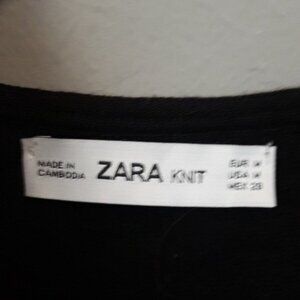 MADE IN
CAMBODIA
ZARA KNIT
EUR M
USA M
MEX 28